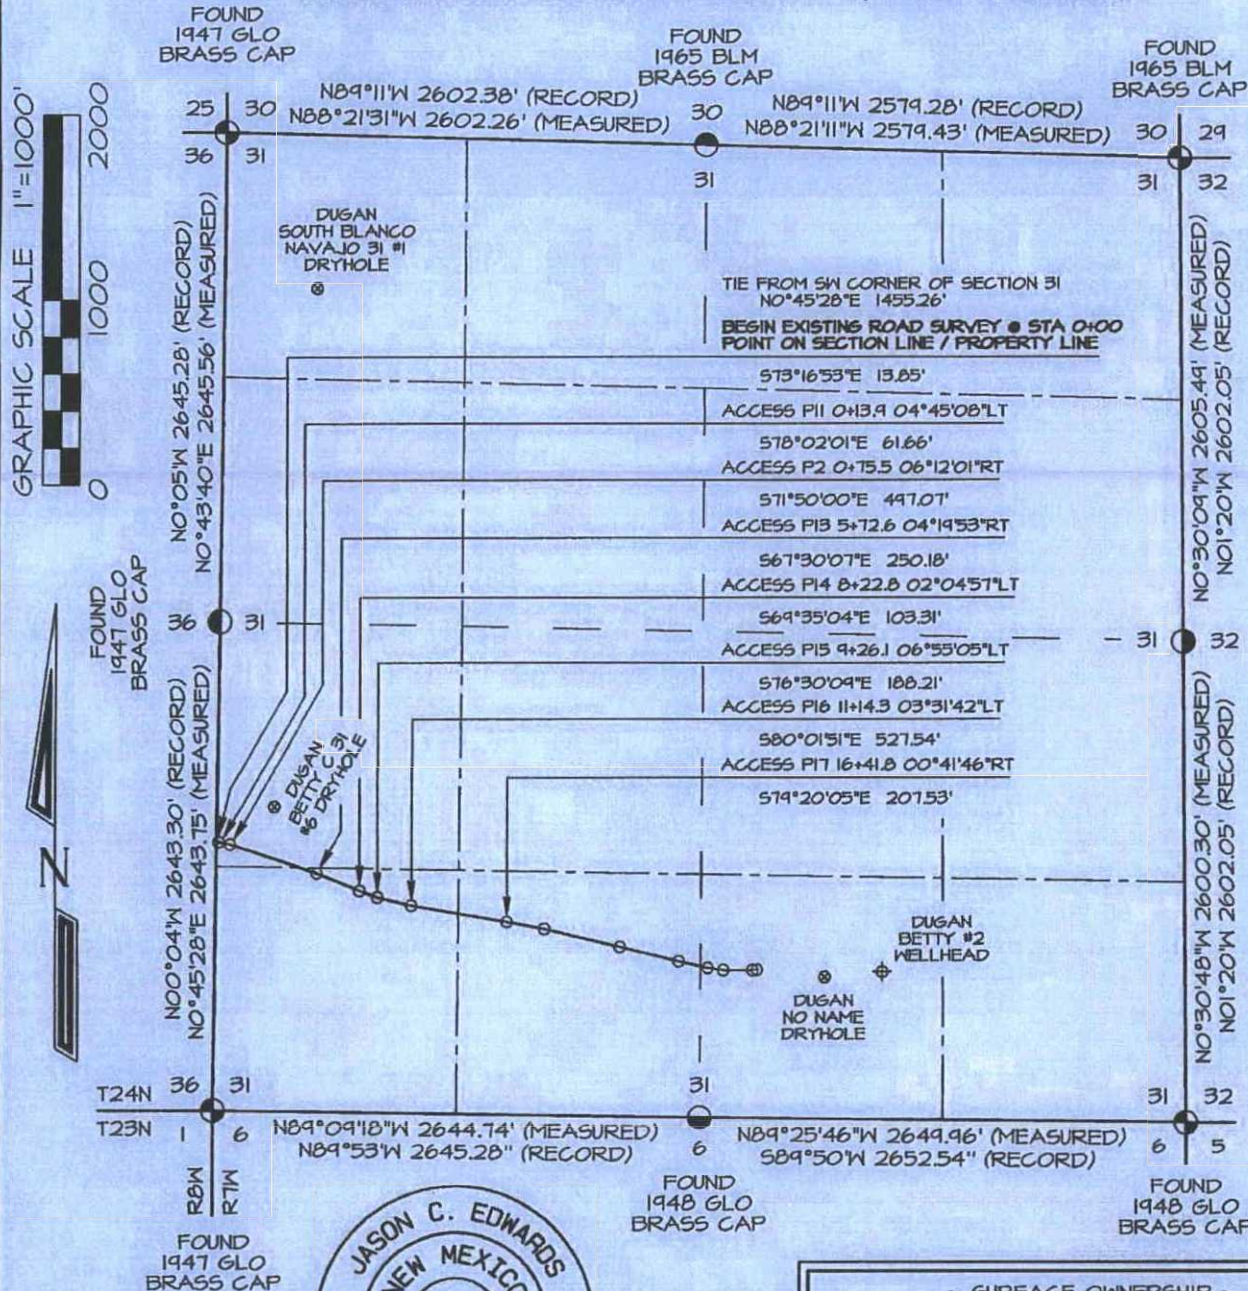 FOUND
1947 GLO
BRASS CAP
FOUND
1965 BLM
BRASS CAP
FOUND
1965 BLM
BRASS CAP
N89°11'W 2602.38' (RECORD)
N88°21'31"W 2602.26' (MEASURED)
N89°11'W 2579.28' (RECORD)
N88°21'11"W 2579.43' (MEASURED)
25 30
36 31
30
31
30 29
31 32
GRAPHIC SCALE 1"=1000'
0 1000 2000
N0°05'W 2645.28' (RECORD)
N0°43'40"E 2645.56' (MEASURED)
N0°30'09"W 2605.49' (MEASURED)
N01°20'W 2602.05' (RECORD)
DUGAN
SOUTH BLANCO
NAVAJO 31 #1
DRYHOLE
TIE FROM SW CORNER OF SECTION 31
N0°45'28"E 1455.26'
BEGIN EXISTING ROAD SURVEY @ STA 0+00
POINT ON SECTION LINE / PROPERTY LINE
S73°16'53"E 13.85'
ACCESS PI1 0+13.9 04°45'08"LT
S78°02'01"E 61.66'
ACCESS P2 0+75.5 06°12'01"RT
S71°50'00"E 497.07'
ACCESS PI3 5+72.6 04°19'53"RT
S67°30'07"E 250.18'
ACCESS PI4 8+22.8 02°04'57"LT
S69°35'04"E 103.31'
ACCESS PI5 9+26.1 06°55'05"LT
S76°30'09"E 188.21'
ACCESS PI6 11+14.3 03°31'42"LT
S80°01'51"E 527.54'
ACCESS PI7 16+41.8 00°41'46"RT
S79°20'05"E 207.53'
FOUND
1947 GLO
BRASS CAP
36 31
31 32
N
N00°04'W 2643.30' (RECORD)
N0°45'28"E 2643.75' (MEASURED)
N0°30'48"W 2600.30' (MEASURED)
N01°20'W 2602.05' (RECORD)
DUGAN
BETTY C 31
#6 DRYHOLE
DUGAN
BETTY #2
WELLHEAD
DUGAN
NO NAME
DRYHOLE
T24N 36 31
T23N 1 6
31
6
31 32
6 5
N89°09'18"W 2644.74' (MEASURED)
N89°53'W 2645.28" (RECORD)
N89°25'46"W 2649.96' (MEASURED)
S89°50'W 2652.54" (RECORD)
R8W
R7W
FOUND
1947 GLO
BRASS CAP
FOUND
1948 GLO
BRASS CAP
FOUND
1948 GLO
BRASS CAP
JASON C. EDWARDS
NEW MEXICO
SURFACE OWNERSHIP